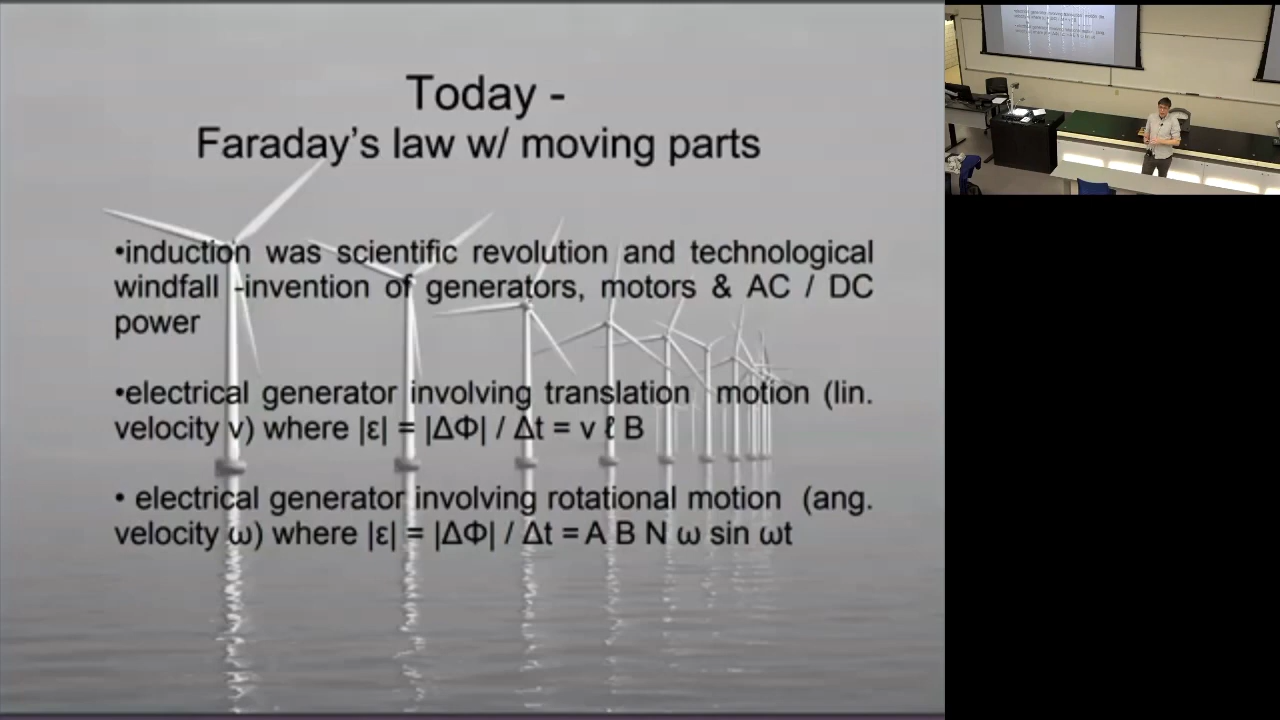 Today -
Faraday's law w/ moving parts
•induction was scientific revolution and technological
windfall -invention of generators, motors & AC / DC
power
•electrical generator involving translation motion (lin.
velocity v) where |ε| = |ΔΦ| / Δt = v ℓ B
• electrical generator involving rotational motion (ang.
velocity ω) where |ε| = |ΔΦ| / Δt = A B N ω sin ωt